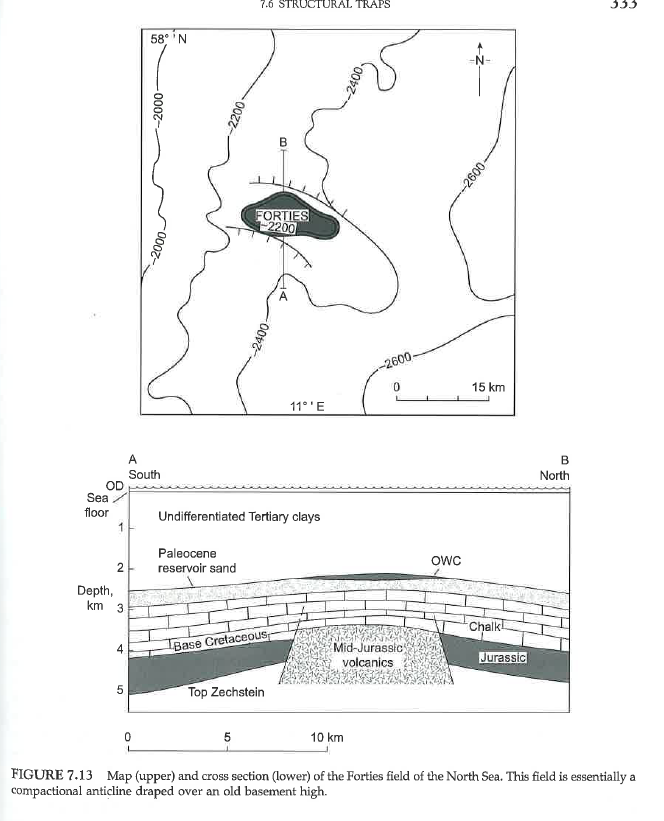 7.6 STRUCTURAL TRAPS
333
58° ' N
-N-
-2000
-2200
-2400
-2600
B
FORTIES
-2200
-2000
A
-2400
-2600
0 15 km
11° ' E
A B
South North
OD
Sea
floor
Undifferentiated Tertiary clays
1
Paleocene
reservoir sand
OWC
2
Depth,
km
3
Chalk
Base Cretaceous
Mid-Jurassic
volcanics
4
Jurassic
5
Top Zechstein
0 5 10 km
FIGURE 7.13 Map (upper) and cross section (lower) of the Forties field of the North Sea. This field is essentially a
compactional anticline draped over an old basement high.